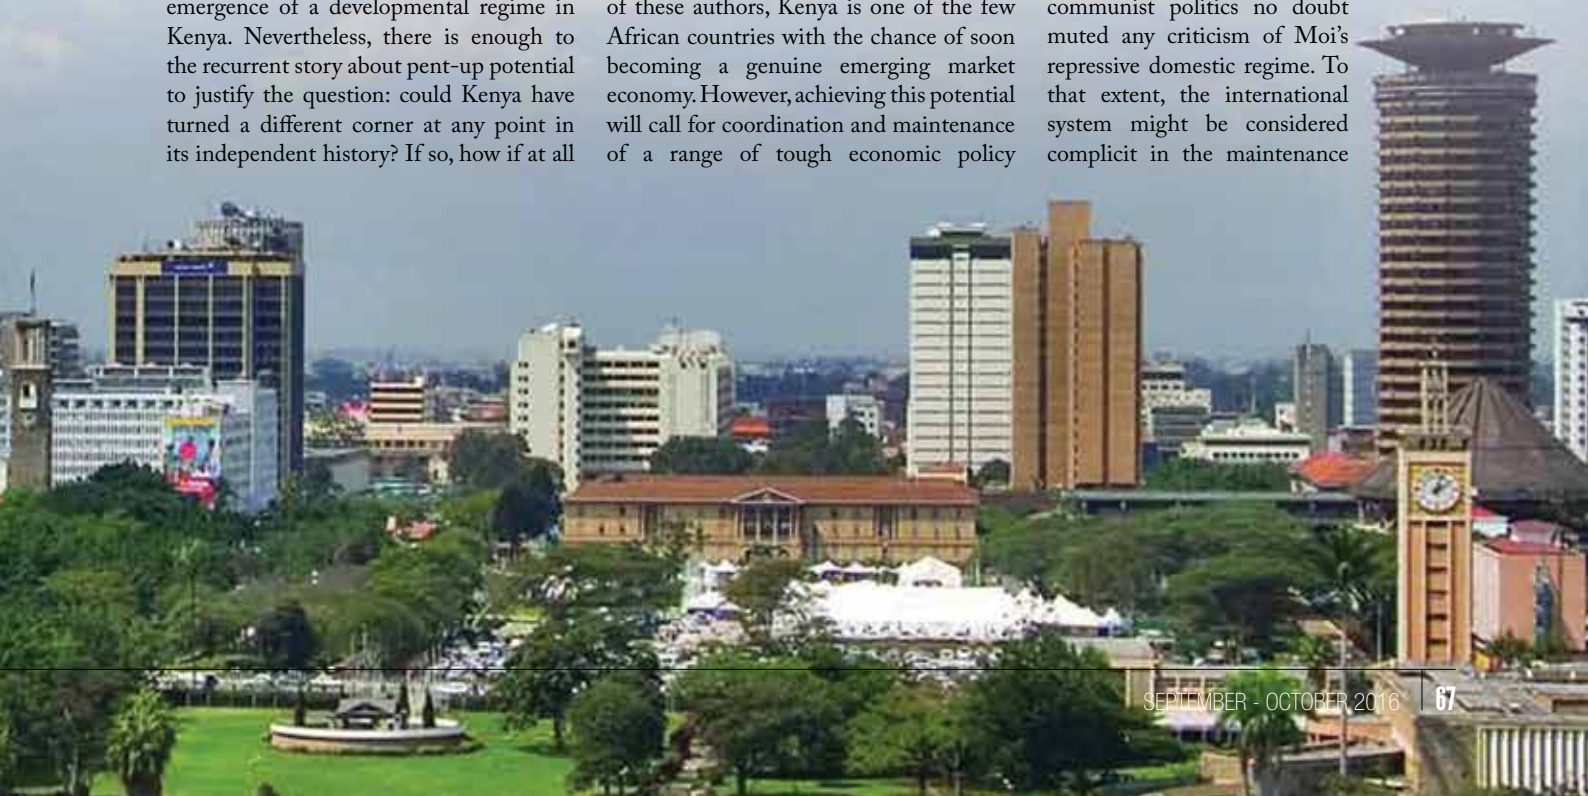 emergence of a developmental regime in
Kenya. Nevertheless, there is enough to
the recurrent story about pent-up potential
to justify the question: could Kenya have
turned a different corner at any point in
its independent history? If so, how if at all
of these authors, Kenya is one of the few
African countries with the chance of soon
becoming a genuine emerging market
economy. However, achieving this potential
will call for coordination and maintenance
of a range of tough economic policy
communist politics no doubt
muted any criticism of Moi’s
repressive domestic regime. To
that extent, the international
system might be considered
complicit in the maintenance
SEPTEMBER - OCTOBER 2016 67